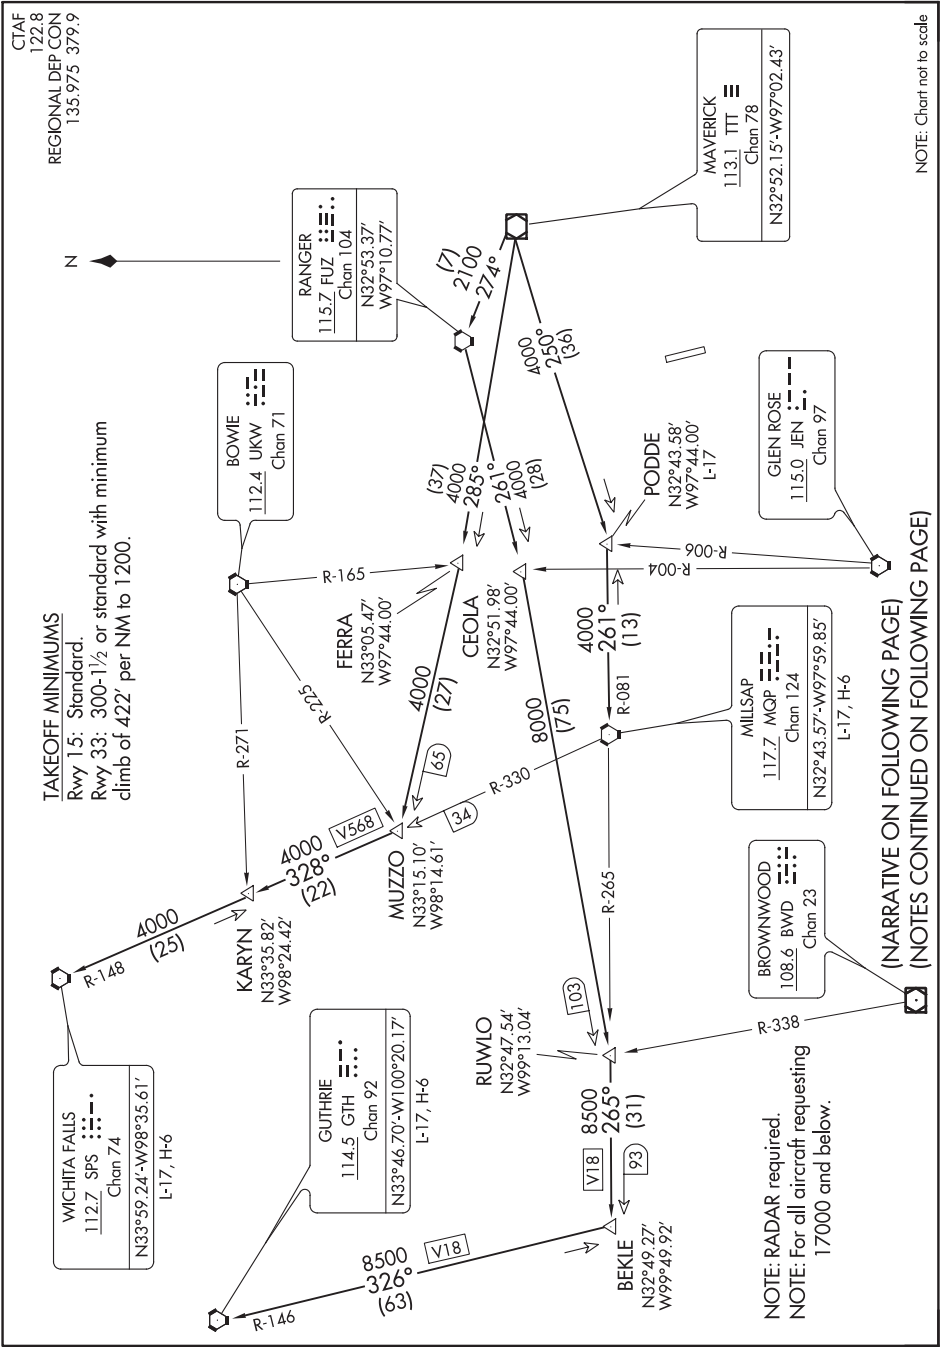 CTAF
122.8
REGIONAL DEP CON
135.975 379.9
TAKEOFF MINIMUMS
Rwy 15: Standard.
Rwy 33: 300-1½ or standard with minimum
climb of 422' per NM to 1200.
N
WICHITA FALLS
112.7 SPS
Chan 74
N33°59.24'-W98°35.61'
L-17, H-6
R-148
4000
(25)
KARYN
N33°35.82'
W98°24.42'
R-271
BOWIE
112.4 UKW
Chan 71
RANGER
115.7 FUZ
Chan 104
N32°53.37'
W97°10.77'
GUTHRIE
114.5 GTH
Chan 92
N33°46.70'-W100°20.17'
L-17, H-6
R-146
8500
326°
(63)
V18
4000
328°
(22)
V568
MUZZO
N33°15.10'
W98°14.61'
R-225
R-165
FERRA
N33°05.47'
W97°44.00'
65
34
4000
(27)
R-330
(37)
4000
285°
261°
4000
(28)
(7)
2100
274°
4000
250°
(36)
CEOLA
N32°51.98'
W97°44.00'
8000
(75)
RUWLO
N32°47.54'
W99°13.04'
103
8500
265°
(31)
V18
93
BEKLE
N32°49.27'
W99°49.92'
R-265
R-081
4000
261°
(13)
PODDE
N32°43.58'
W97°44.00'
L-17
R-004
R-006
MAVERICK
113.1 TTT
Chan 78
N32°52.15'-W97°02.43'
GLEN ROSE
115.0 JEN
Chan 97
MILLSAP
117.7 MQP
Chan 124
N32°43.57'-W97°59.85'
L-17, H-6
BROWNWOOD
108.6 BWD
Chan 23
R-338
NOTE: RADAR required.
NOTE: For all aircraft requesting
17000 and below.
(NARRATIVE ON FOLLOWING PAGE)
(NOTES CONTINUED ON FOLLOWING PAGE)
NOTE: Chart not to scale